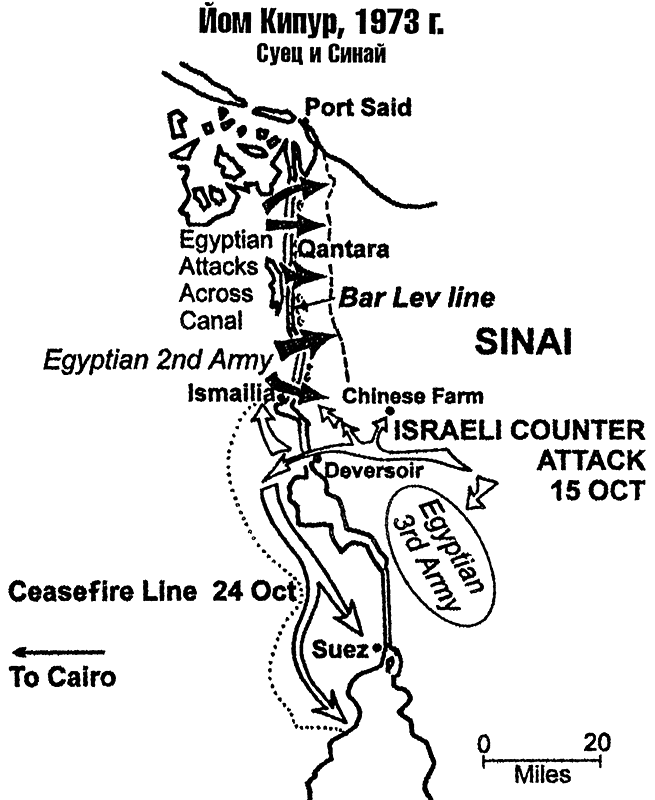 Йом Кипур, 1973 г.
Суец и Синай
Port Said
Egyptian
Attacks
Across
Canal
Qantara
Bar Lev line
SINAI
Egyptian 2nd Army
Ismailia
Chinese Farm
ISRAELI COUNTER
ATTACK
15 OCT
Deversoir
Egyptian
3rd Army
Ceasefire Line 24 Oct
Suez
To Cairo
0 20
Miles